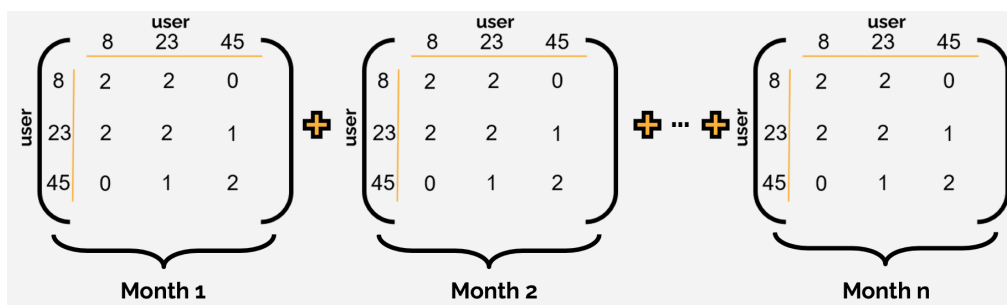 user user user
8 23 45 8 23 45 8 23 45
user 8 2 2 0 user 8 2 2 0 user 8 2 2 0
23 2 2 1 + 23 2 2 1 + ... + 23 2 2 1
45 0 1 2 45 0 1 2 45 0 1 2
Month 1 Month 2 Month n